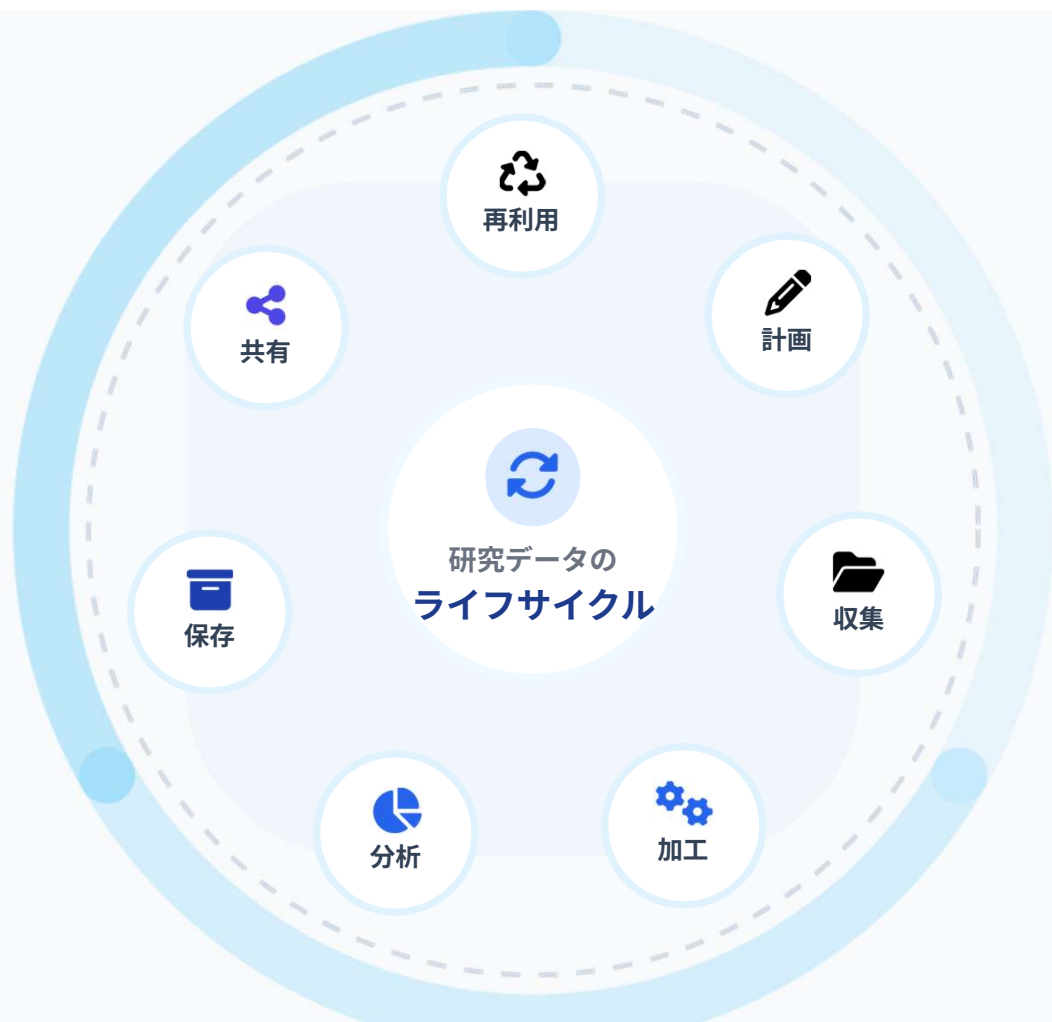 再利用
共有
計画
研究データの
ライフサイクル
保存
収集
分析
加工